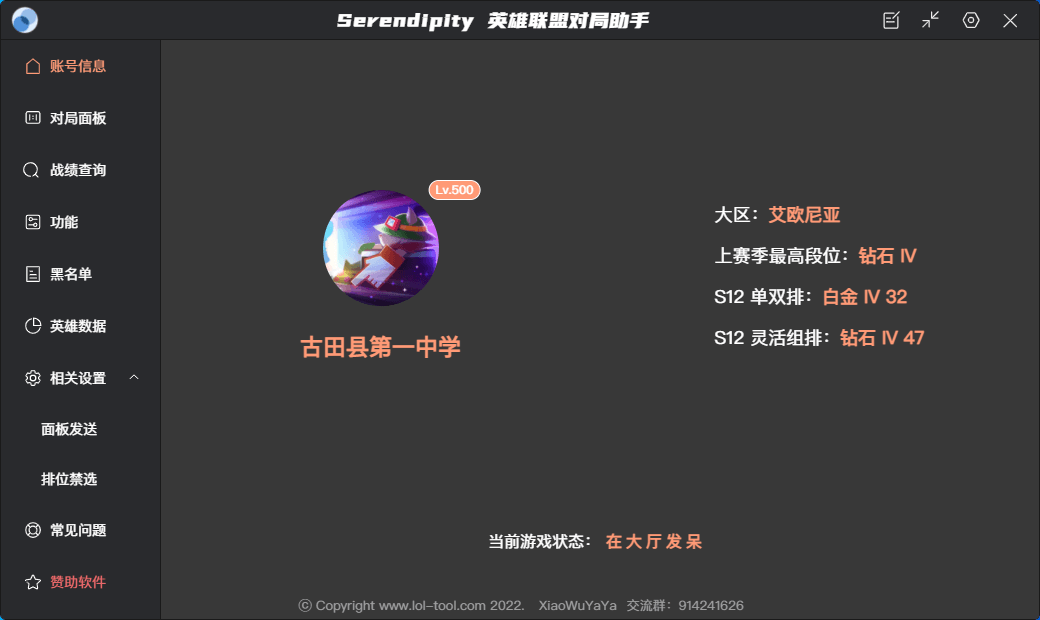 Serendipity 英雄联盟对局助手
账号信息
对局面板
战绩查询
功能
黑名单
英雄数据
相关设置
面板发送
排位禁选
常见问题
赞助软件
Lv.500
古田县第一中学
大区：艾欧尼亚
上赛季最高段位：钻石 IV
S12 单双排：白金 IV 32
S12 灵活组排：钻石 IV 47
当前游戏状态： 在大厅发呆
© Copyright www.lol-tool.com 2022. XiaoWuYaYa 交流群：914241626